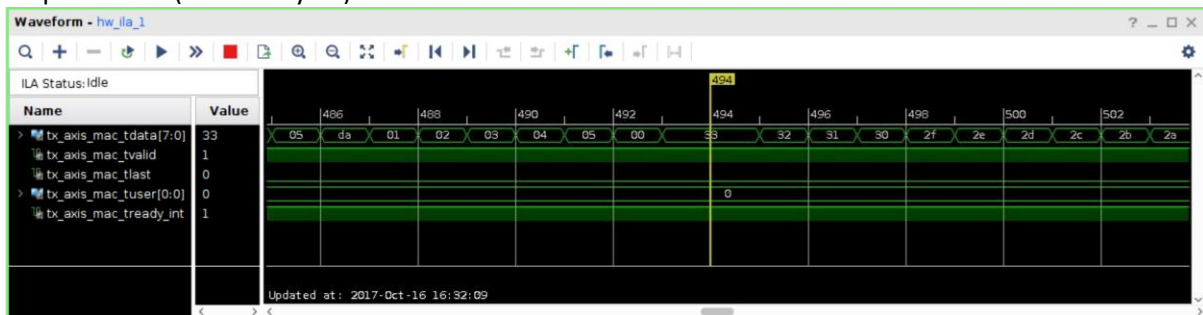 Waveform - hw_ila_1
ILA Status: Idle
494
Name Value 486 488 490 492 494 496 498 500 502
tx_axis_mac_tdata[7:0] 33 05 da 01 02 03 04 05 00 33 32 31 30 2f 2e 2d 2c 2b 2a
tx_axis_mac_tvalid 1
tx_axis_mac_tlast 0
tx_axis_mac_tuser[0:0] 0 0
tx_axis_mac_tready_int 1
Updated at: 2017-Oct-16 16:32:09